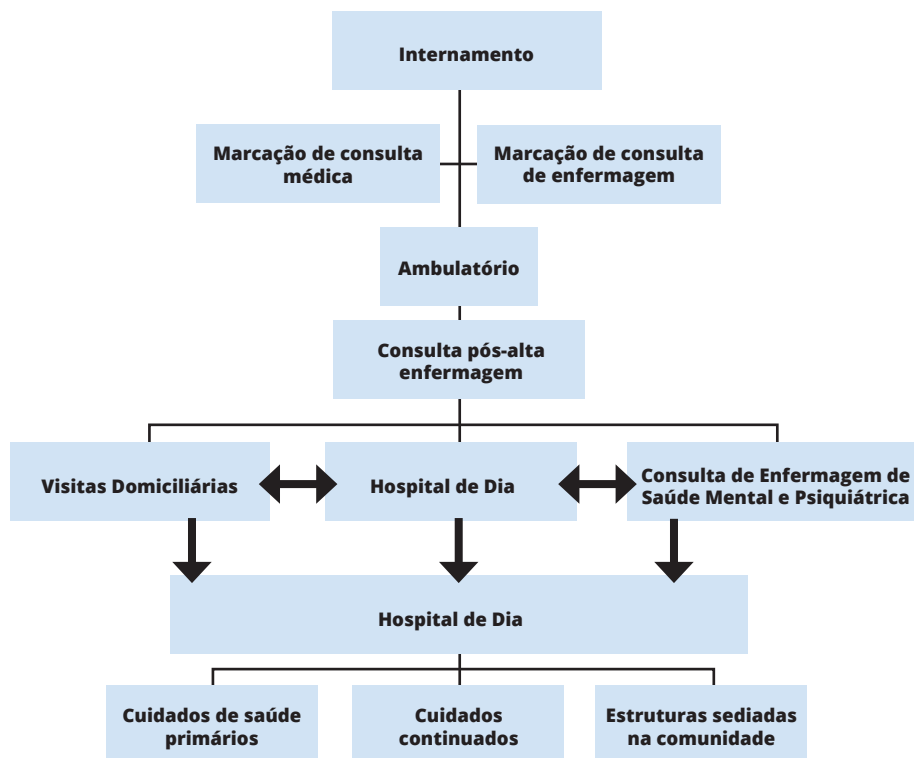 Internamento
Marcação de consulta
médica
Marcação de consulta
de enfermagem
Ambulatório
Consulta pós-alta
enfermagem
Visitas Domiciliárias
Hospital de Dia
Consulta de Enfermagem de
Saúde Mental e Psiquiátrica
Hospital de Dia
Cuidados de saúde
primários
Cuidados
continuados
Estruturas sediadas
na comunidade